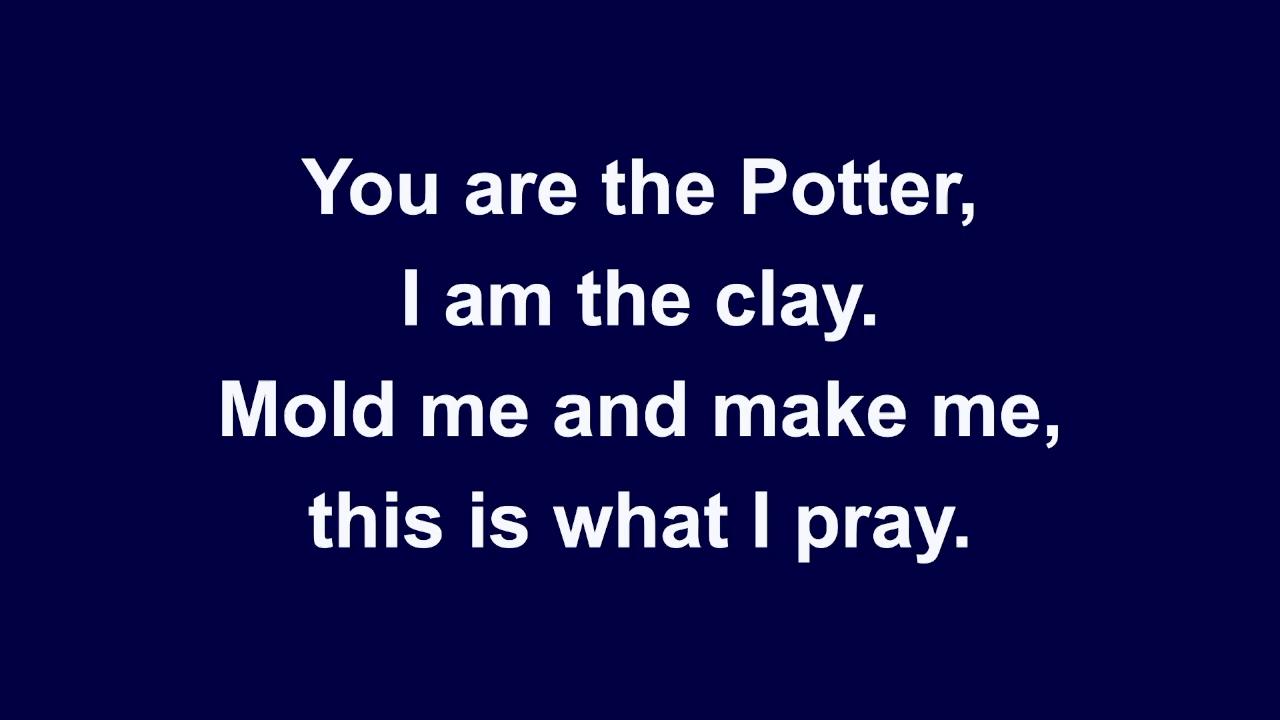 You are the Potter,
I am the clay.
Mold me and make me,
this is what I pray.